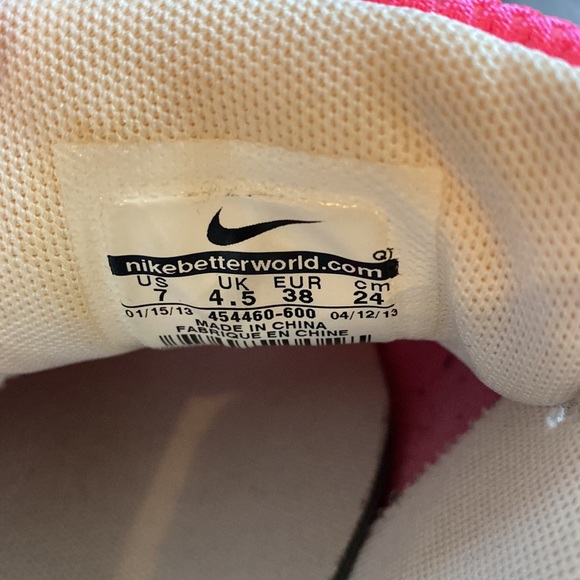 nikebetterworld.com QT
US UK EUR cm
7 4.5 38 24
01/15/13 454460-600 04/12/13
MADE IN CHINA
FABRIQUE EN CHINE